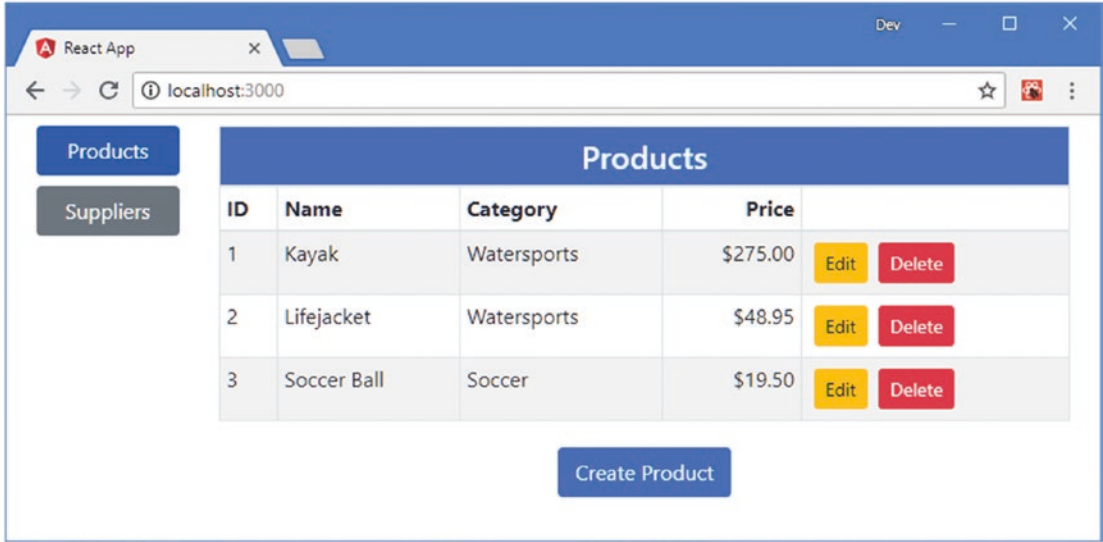 Dev
React App
localhost:3000
Products
Suppliers
Products
ID Name Category Price
1 Kayak Watersports $275.00 Edit Delete
2 Lifejacket Watersports $48.95 Edit Delete
3 Soccer Ball Soccer $19.50 Edit Delete
Create Product